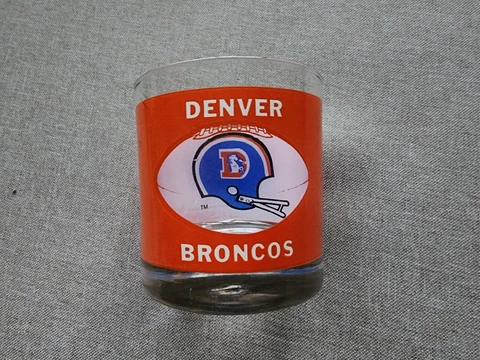 DENVER
D
TM
BRONCOS